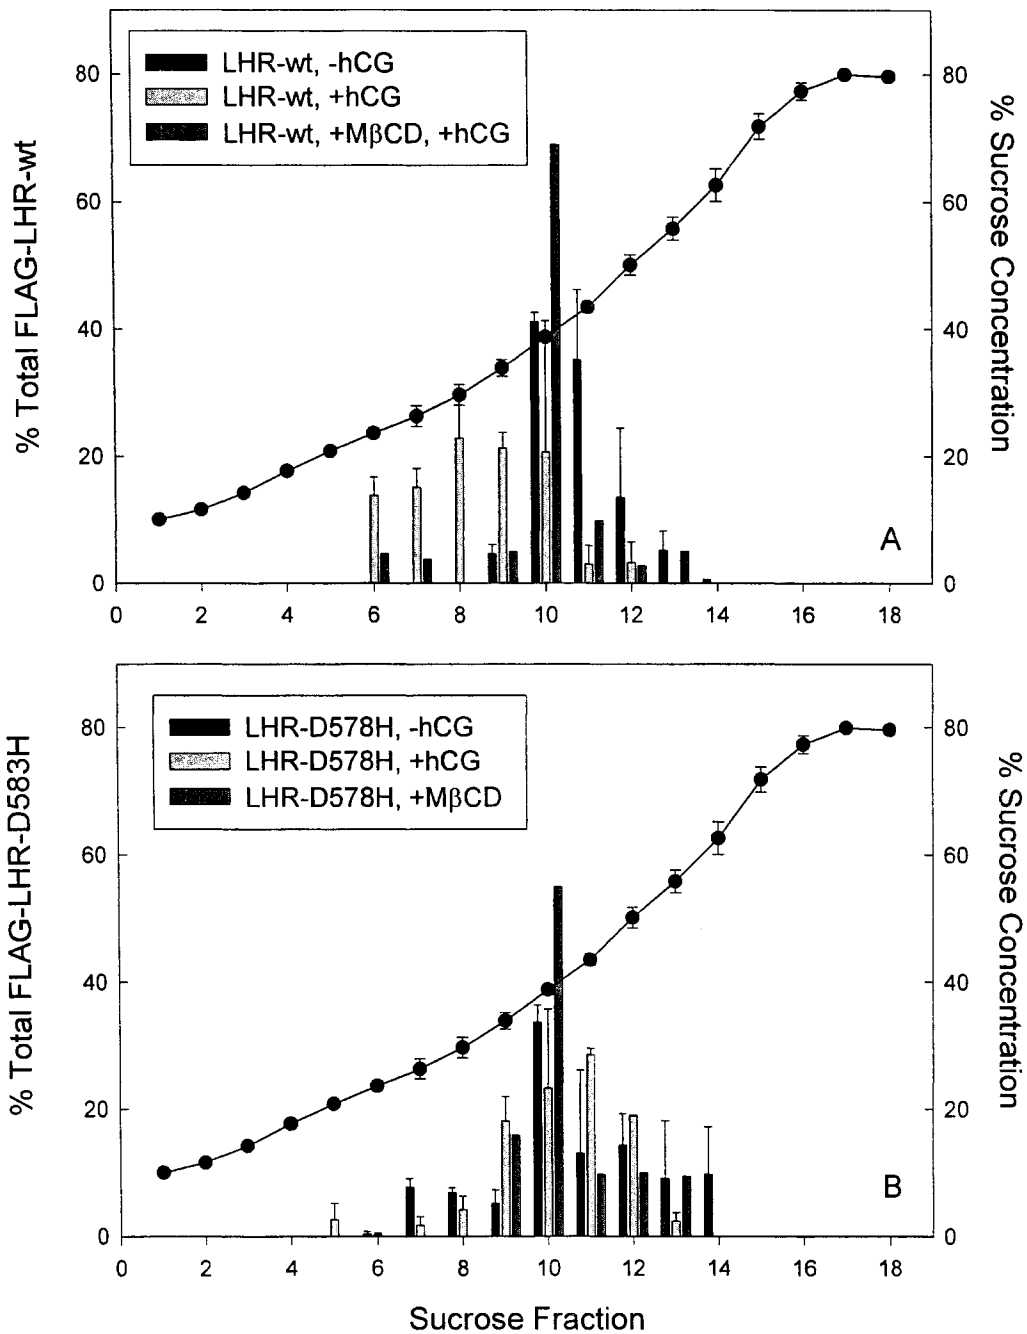 LHR-wt, -hCG
LHR-wt, +hCG
LHR-wt, +MβCD, +hCG
% Total FLAG-LHR-wt
% Sucrose Concentration
80
60
40
20
0
80
60
40
20
0
A
0 2 4 6 8 10 12 14 16 18
LHR-D578H, -hCG
LHR-D578H, +hCG
LHR-D578H, +MβCD
% Total FLAG-LHR-D583H
% Sucrose Concentration
80
60
40
20
0
80
60
40
20
0
B
0 2 4 6 8 10 12 14 16 18
Sucrose Fraction